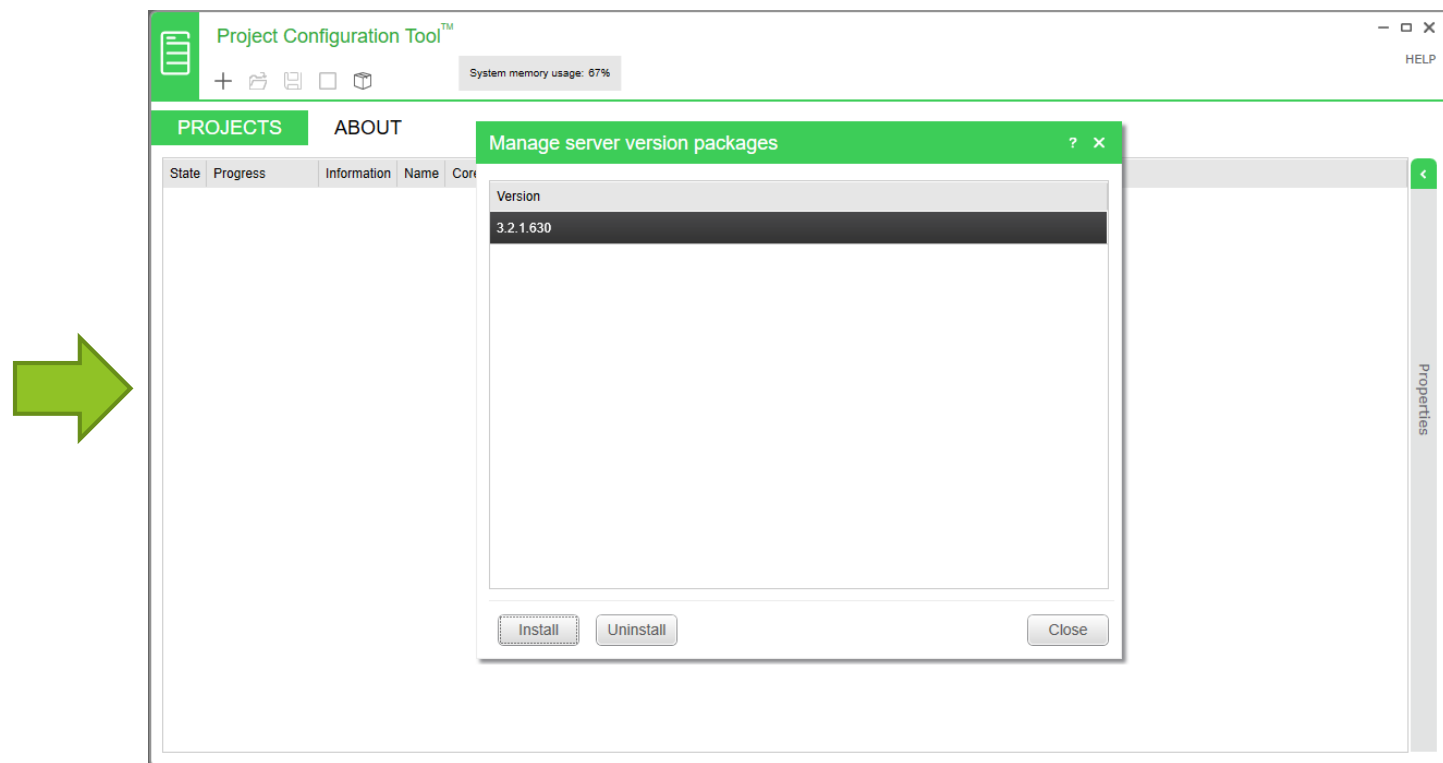 Project Configuration Tool™
HELP
System memory usage: 67%
PROJECTS ABOUT
Manage server version packages ? ×
State Progress Information Name Core
Version
3.2.1.630
Properties
Install Uninstall Close